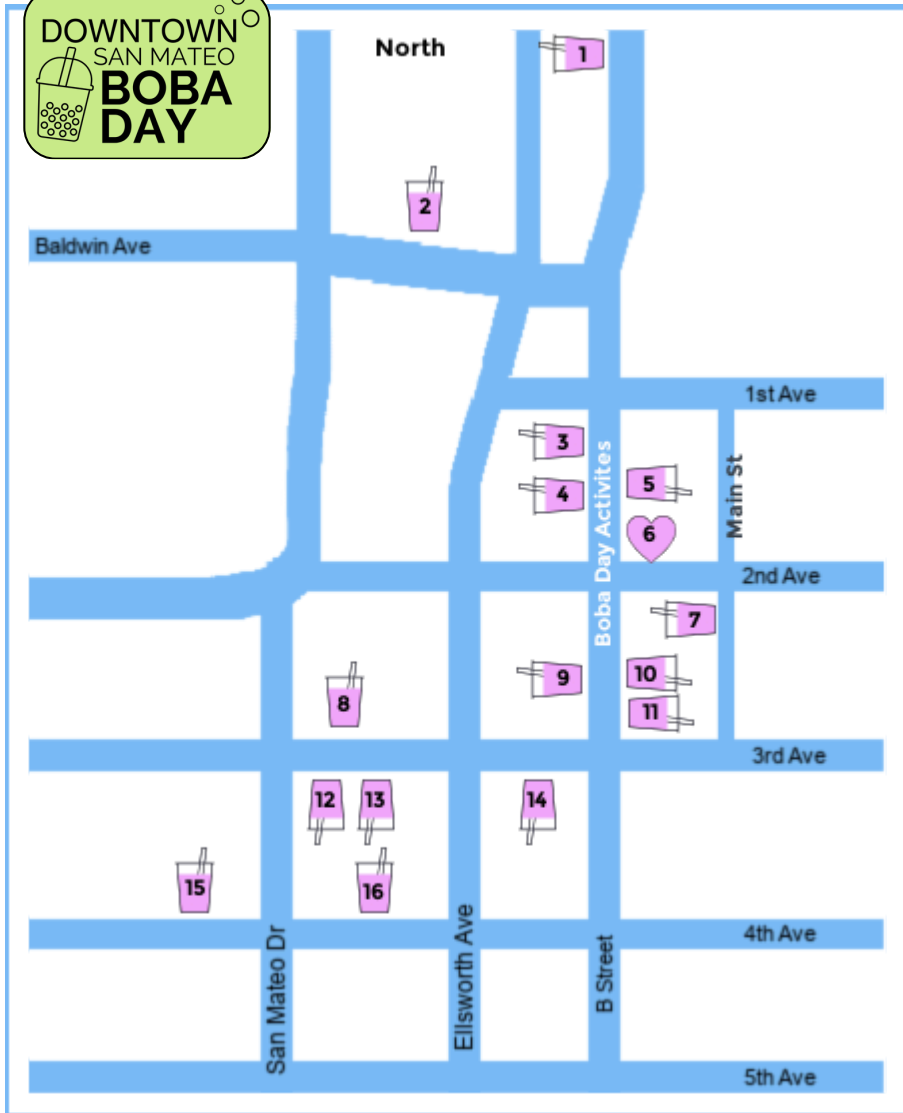 DOWNTOWN
SAN MATEO
BOBA
DAY
North
1
2
Baldwin Ave
1st Ave
3
4
5
6
Boba Day Activites
Main St
2nd Ave
7
8
9
10
11
3rd Ave
12
13
14
15
16
4th Ave
San Mateo Dr
Ellsworth Ave
B Street
5th Ave